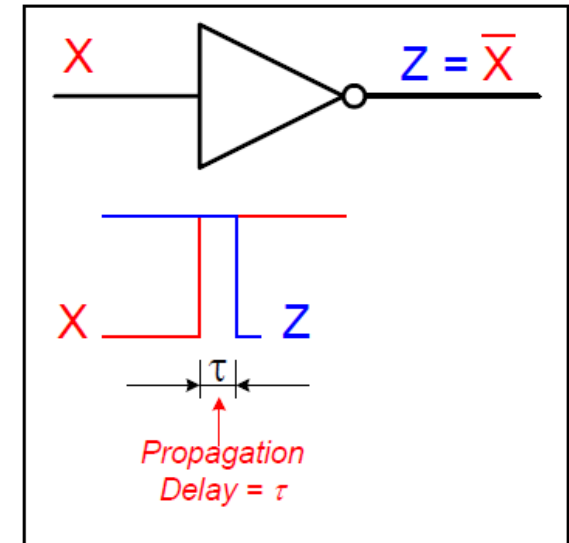 X
Z = X̅
X
Z
τ
Propagation
Delay = τ